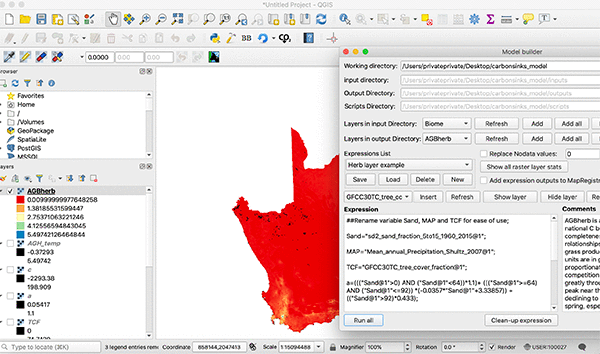 *Untitled Project — QGIS
0.0000
BB
cp
Browser
Favorites
Home
/
/Volumes
GeoPackage
SpatiaLite
PostGIS
MSSQL
Layers
AGBherb
0.00999999977648258
1.38185531599447
2.75371063221246
4.12556594843045
5.49742126464844
AGH_temp
-0.37293
5.49742
c
-2293.38
198.909
a
0.05417
1.1
TCF
Model builder
Working directory:
/Users/privateprivate/Desktop/carbonsinks_model
input directory:
/Users/privateprivate/Desktop/carbonsinks_model/inputs
Output Directory:
/Users/privateprivate/Desktop/carbonsinks_model/outputs
Scripts Directory:
/Users/privateprivate/Desktop/carbonsinks_model/scripts
Layers in input Directory:
Biome
Refresh
Add
Add all
Layers in output Directory:
AGBherb
Refresh
Add
Add all
Expressions List
Replace Nodata values:
0
Herb layer example
Show all raster layer stats
Save
Load
Delete
New
Add expression outputs to MapRegistry
GFCC30TC_tree_cc
Insert
Refresh
Show layer
Hide layer
Expression
Comments
##Rename variable Sand, MAP and TCF for ease of use;
Sand="sd2_sand_fraction_5to15_1960_2015@1";
MAP="Mean_annual_Precipitation_Shultz_2007@1";
TCF="GFCC30TC_tree_cover_fraction@1";
a=((("Sand@1">0) AND ("Sand@1"<64))*1.1)+ ((("Sand@1">=64)
AND ("Sand@1"<=92)) *(-0.0357*"Sand@1"+3.33857)) +
(("Sand@1">92)*0.433);
AGBherb is a
rational C b
completeness
relationships
grass produc
units are in g
proportional
competition
greatly throu
peak near th
declining to
spring, espe
Run all
Clean-up expression
Type to locate (⌘K)
3 legend entries removed
Coordinate
858144,2047413
Scale
1:15094488
Magnifier
100%
Rotation
0.0 °
Render
USER:100027